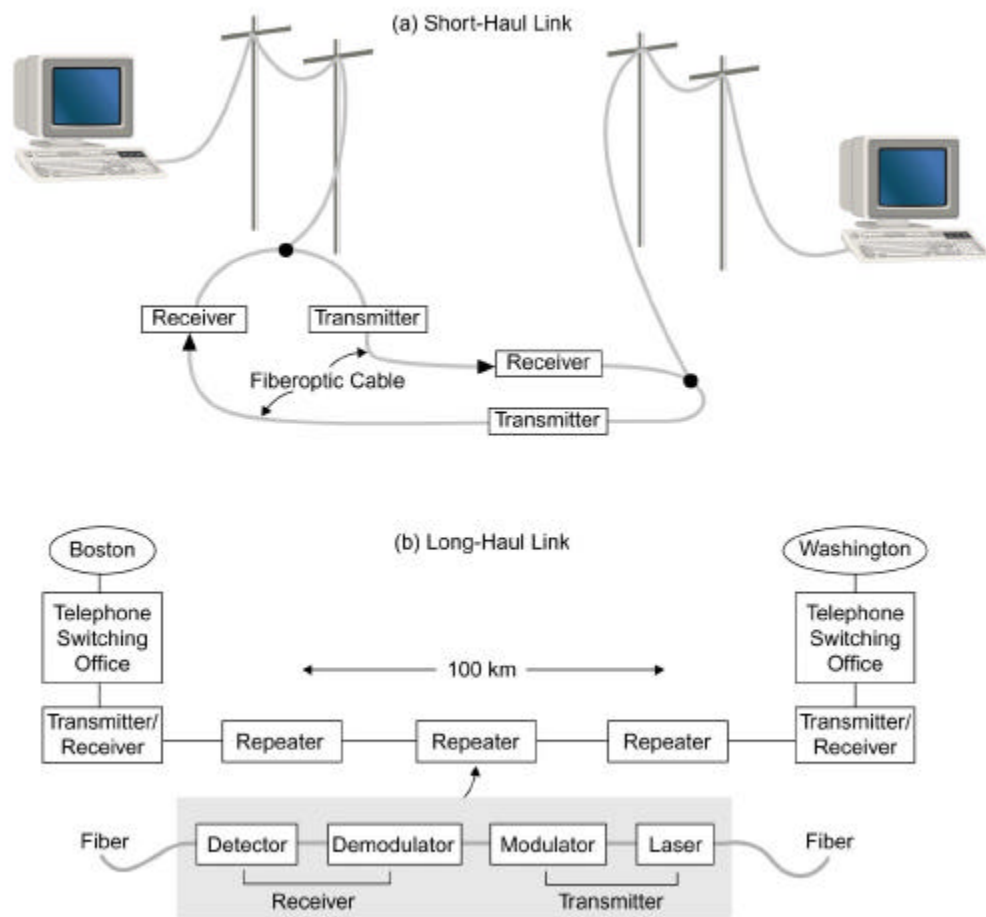 (a) Short-Haul Link
Receiver
Transmitter
Receiver
Fiberoptic Cable
Transmitter
(b) Long-Haul Link
Boston
Washington
Telephone
Switching
Office
Telephone
Switching
Office
100 km
Transmitter/
Receiver
Repeater
Repeater
Repeater
Transmitter/
Receiver
Fiber
Detector
Demodulator
Modulator
Laser
Fiber
Receiver
Transmitter